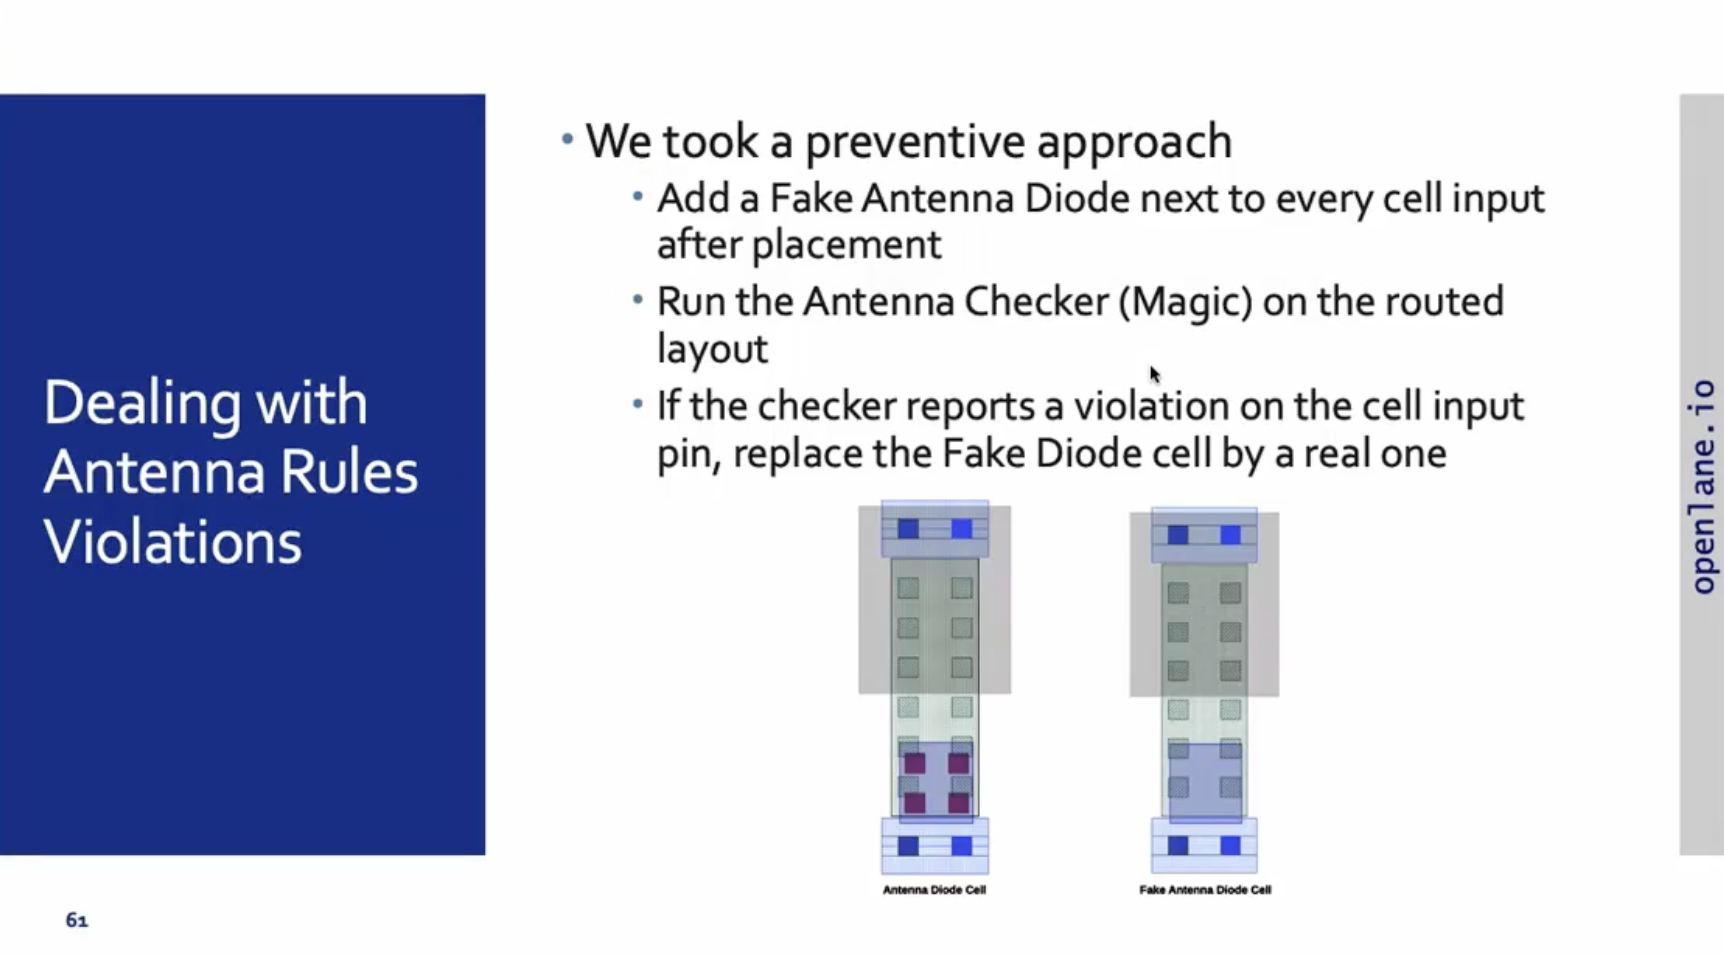 Dealing with
Antenna Rules
Violations
• We took a preventive approach
• Add a Fake Antenna Diode next to every cell input
after placement
• Run the Antenna Checker (Magic) on the routed
layout
• If the checker reports a violation on the cell input
pin, replace the Fake Diode cell by a real one
Antenna Diode Cell
Fake Antenna Diode Cell
openlane.io
61